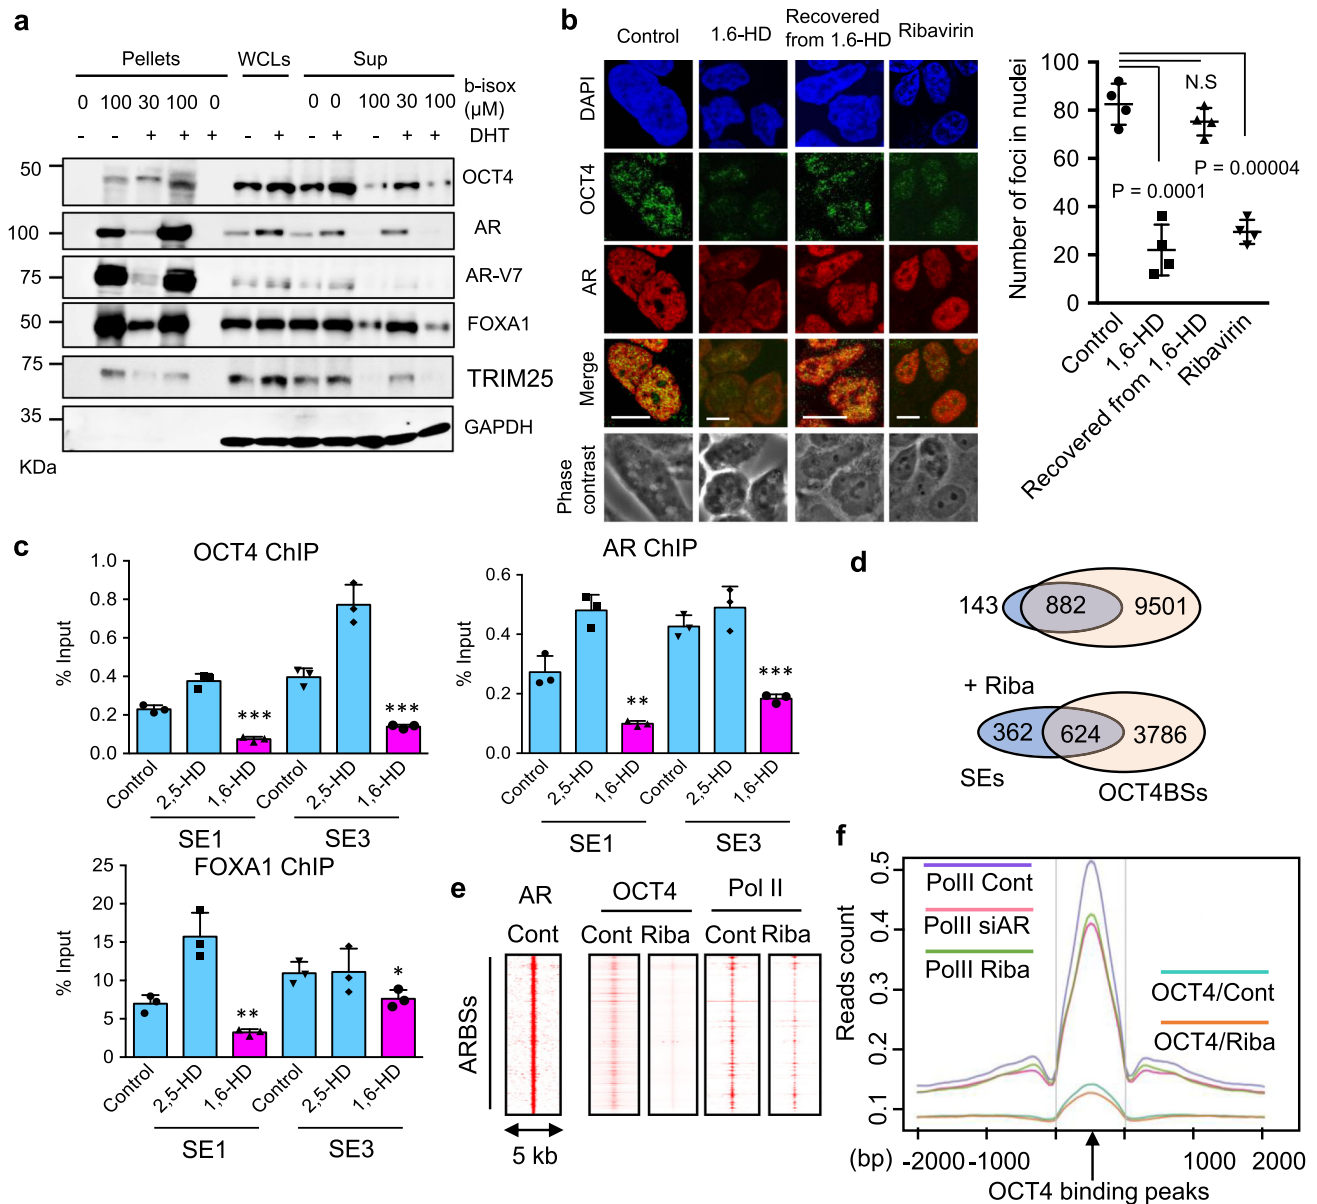 a
Pellets WCLs Sup
0 100 30 100 0 0 0 100 30 100 b-isox (μM)
- - + + + - + - + - + + DHT
50 OCT4
100 AR
75 AR-V7
50 FOXA1
75 TRIM25
25
35 GAPDH
KDa
b
Control 1.6-HD Recovered from 1.6-HD Ribavirin
DAPI
OCT4
AR
Merge
Phase contrast
Number of foci in nuclei
100
80
60
40
20
0
N.S
P = 0.00004
P = 0.0001
Control
1,6-HD
Recovered from 1,6-HD
Ribavirin
c
OCT4 ChIP
% Input
1.0
0.8
0.6
0.4
0.2
0.0
*** ***
Control 2,5-HD 1,6-HD Control 2,5-HD 1,6-HD
SE1 SE3
AR ChIP
% Input
0.6
0.4
0.2
0.0
** ***
Control 2,5-HD 1,6-HD Control 2,5-HD 1,6-HD
SE1 SE3
FOXA1 ChIP
% Input
25
20
15
10
5
0
** *
Control 2,5-HD 1,6-HD Control 2,5-HD 1,6-HD
SE1 SE3
d
143 882 9501
+ Riba
362 624 3786
SEs OCT4BSs
e
AR OCT4 Pol II
Cont Cont Riba Cont Riba
ARBSs
5 kb
f
Reads count
0.5
0.4
0.3
0.2
0.1
PolII Cont
PolII siAR
PolII Riba
OCT4/Cont
OCT4/Riba
(bp) -2000 -1000 1000 2000
OCT4 binding peaks